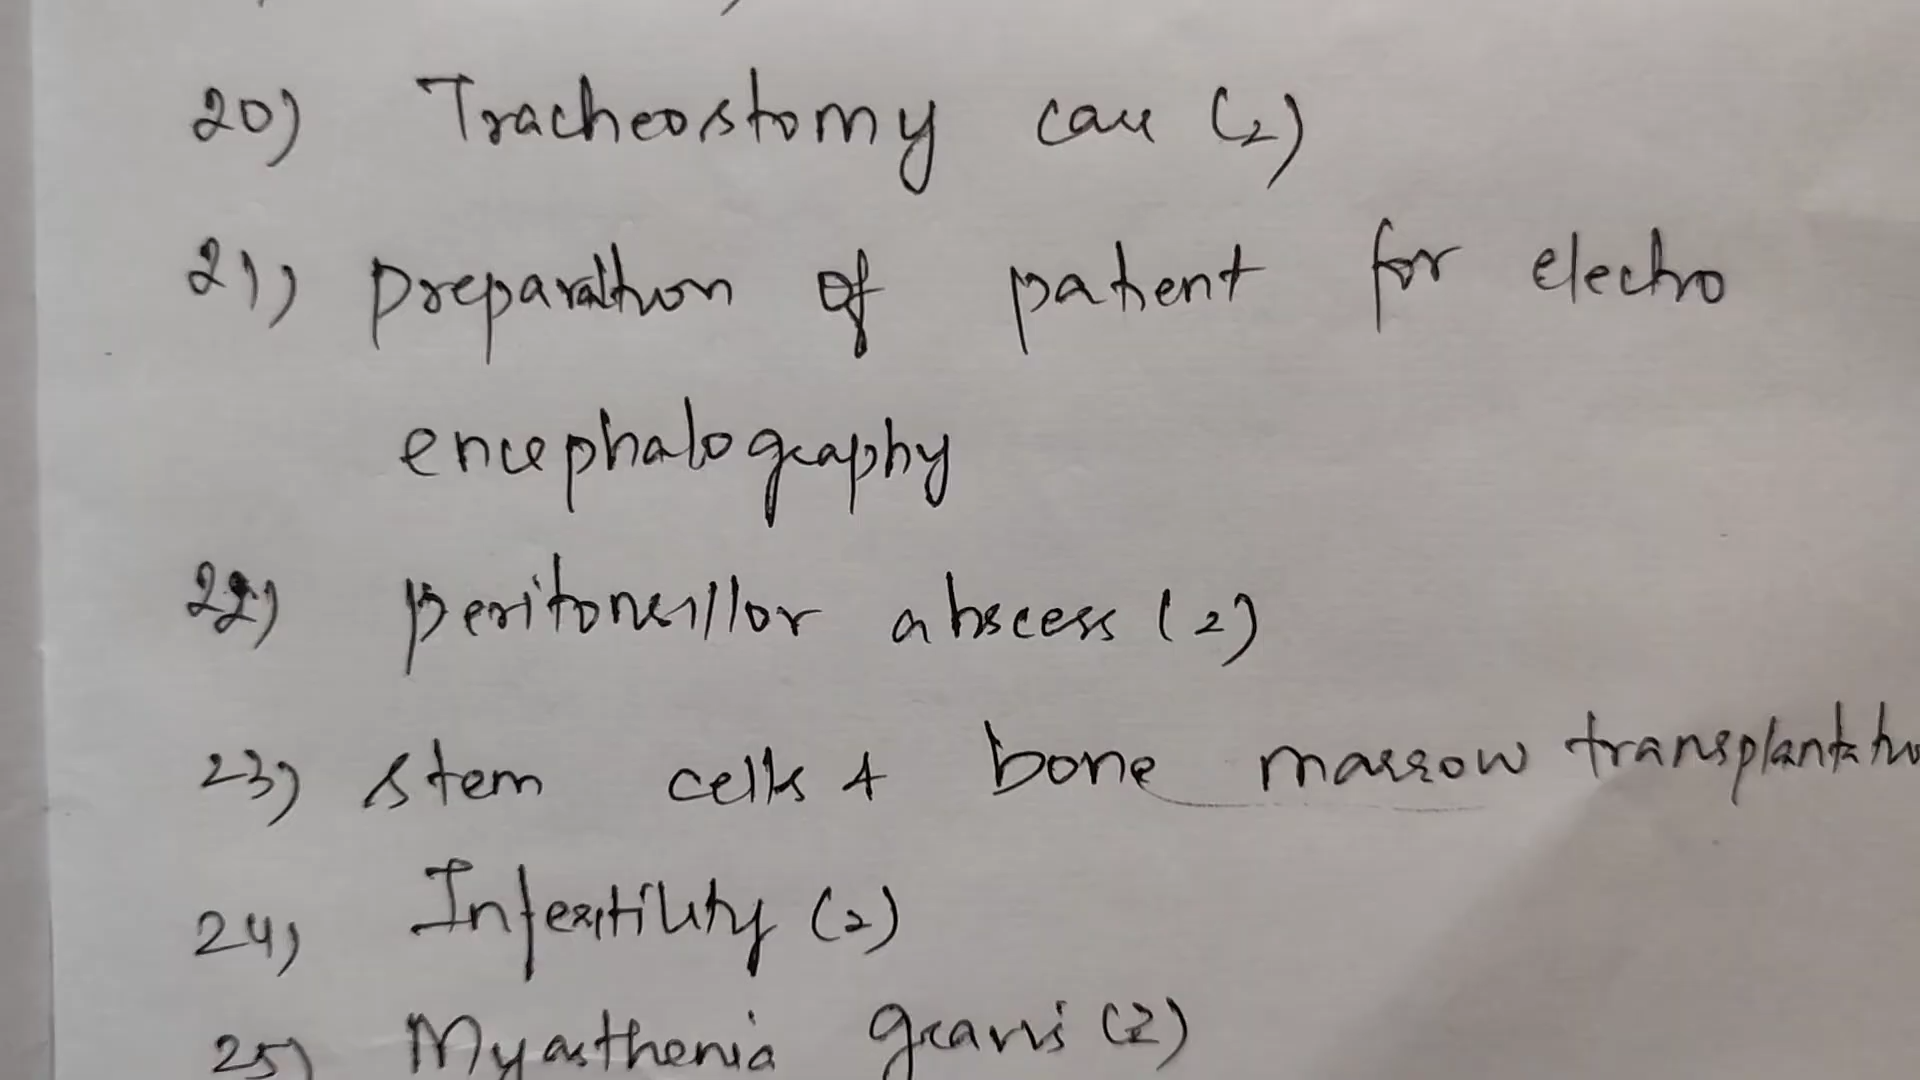 20) Tracheostomy care (2)
21) preparation of patient for electro
encephalography
22) peritonsillor abscess (2)
23) stem cells & bone marrow transplantatio
24) Infertility (2)
25) Myasthenia gravis (2)